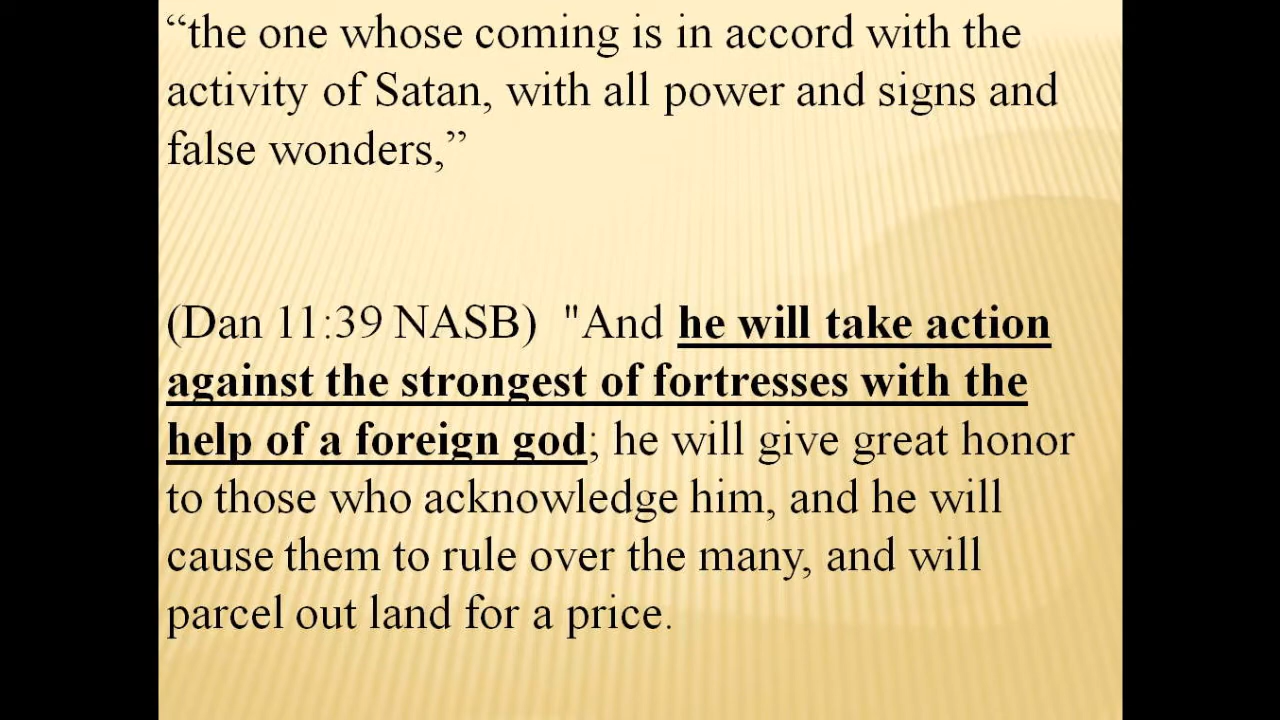 “the one whose coming is in accord with the
activity of Satan, with all power and signs and
false wonders,”
(Dan 11:39 NASB)  "And he will take action
against the strongest of fortresses with the
help of a foreign god; he will give great honor
to those who acknowledge him, and he will
cause them to rule over the many, and will
parcel out land for a price.